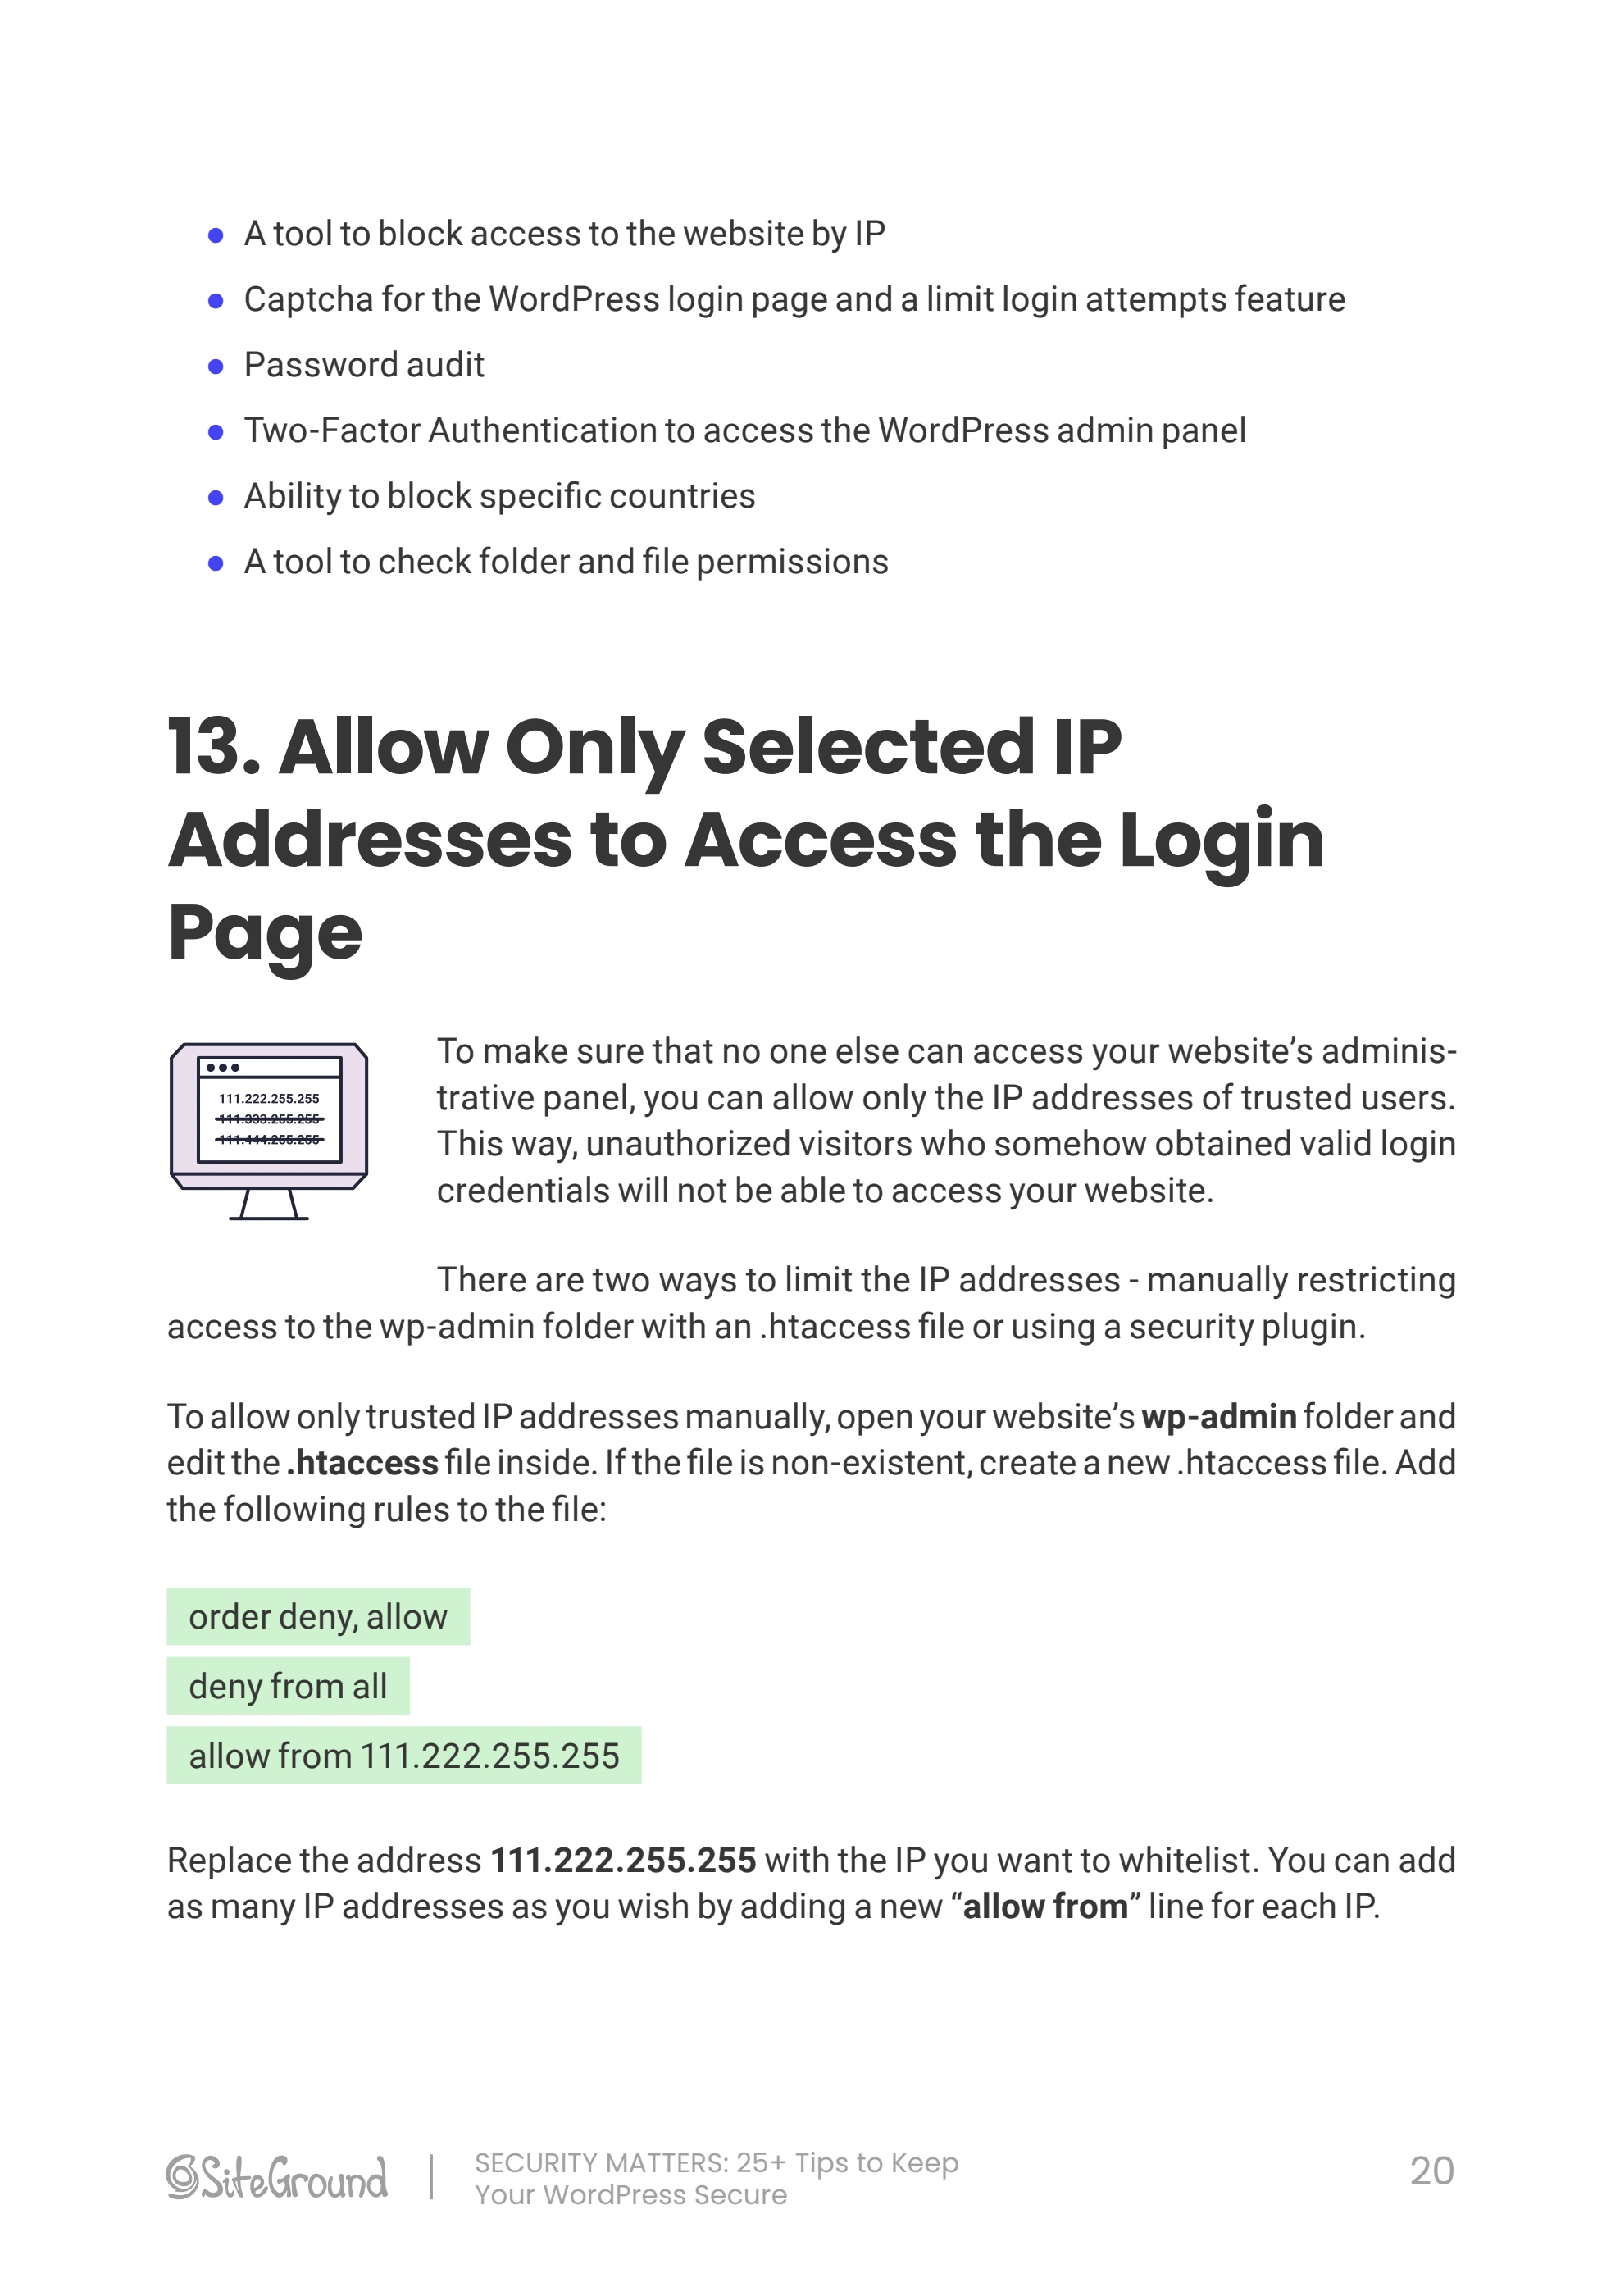 A tool to block access to the website by IP
Captcha for the WordPress login page and a limit login attempts feature
Password audit
Two-Factor Authentication to access the WordPress admin panel
Ability to block specific countries
A tool to check folder and file permissions
13. Allow Only Selected IP
Addresses to Access the Login
Page
111.222.255.255
111.333.255.255
111.444.255.255
To make sure that no one else can access your website’s adminis-
trative panel, you can allow only the IP addresses of trusted users.
This way, unauthorized visitors who somehow obtained valid login
credentials will not be able to access your website.
There are two ways to limit the IP addresses - manually restricting
access to the wp-admin folder with an .htaccess file or using a security plugin.
To allow only trusted IP addresses manually, open your website’s wp-admin folder and
edit the .htaccess file inside. If the file is non-existent, create a new .htaccess file. Add
the following rules to the file:
order deny, allow
deny from all
allow from 111.222.255.255
Replace the address 111.222.255.255 with the IP you want to whitelist. You can add
as many IP addresses as you wish by adding a new “allow from” line for each IP.
SiteGround
SECURITY MATTERS: 25+ Tips to Keep
Your WordPress Secure
20